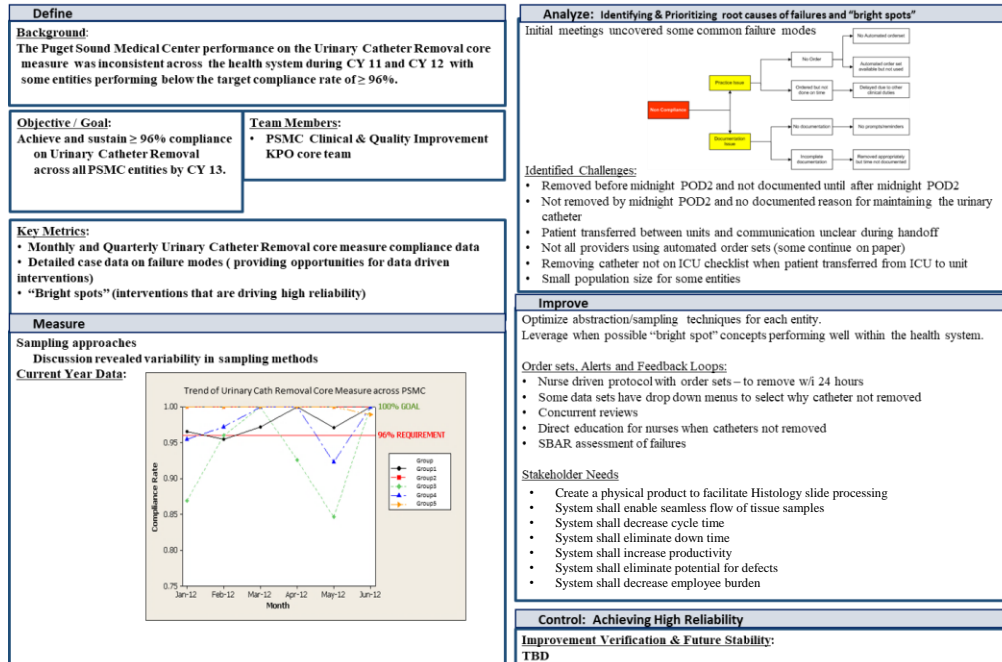 Define
Background:
The Puget Sound Medical Center performance on the Urinary Catheter Removal core
measure was inconsistent across the health system during CY 11 and CY 12 with
some entities performing below the target compliance rate of ≥ 96%.
Objective / Goal:
Achieve and sustain ≥ 96% compliance
on Urinary Catheter Removal
across all PSMC entities by CY 13.
Team Members:
• PSMC Clinical & Quality Improvement
KPO core team
Key Metrics:
• Monthly and Quarterly Urinary Catheter Removal core measure compliance data
• Detailed case data on failure modes ( providing opportunities for data driven
interventions)
• "Bright spots" (interventions that are driving high reliability)
Measure
Sampling approaches
Discussion revealed variability in sampling methods
Current Year Data:
Trend of Urinary Cath Removal Core Measure across PSMC
1.00
0.95
0.90
0.85
0.80
0.75
Compliance Rate
100% GOAL
96% REQUIREMENT
Group
Group1
Group2
Group3
Group4
Group5
Jan-12
Feb-12
Mar-12
Apr-12
May-12
Jun-12
Month
Analyze: Identifying & Prioritizing root causes of failures and "bright spots"
Initial meetings uncovered some common failure modes
Non Compliance
Practice Issue
Documentation Issue
No Order
Ordered but not done on time
No documentation
Incomplete documentation
No Automated orderset
Automated order set available but not used
Delayed due to other clinical duties
No prompts/reminders
Removed appropriately but time not documented
Identified Challenges:
• Removed before midnight POD2 and not documented until after midnight POD2
• Not removed by midnight POD2 and no documented reason for maintaining the urinary
catheter
• Patient transferred between units and communication unclear during handoff
• Not all providers using automated order sets (some continue on paper)
• Removing catheter not on ICU checklist when patient transferred from ICU to unit
• Small population size for some entities
Improve
Optimize abstraction/sampling techniques for each entity.
Leverage when possible "bright spot" concepts performing well within the health system.
Order sets, Alerts and Feedback Loops:
• Nurse driven protocol with order sets – to remove w/i 24 hours
• Some data sets have drop down menus to select why catheter not removed
• Concurrent reviews
• Direct education for nurses when catheters not removed
• SBAR assessment of failures
Stakeholder Needs
• Create a physical product to facilitate Histology slide processing
• System shall enable seamless flow of tissue samples
• System shall decrease cycle time
• System shall eliminate down time
• System shall increase productivity
• System shall eliminate potential for defects
• System shall decrease employee burden
Control: Achieving High Reliability
Improvement Verification & Future Stability:
TBD